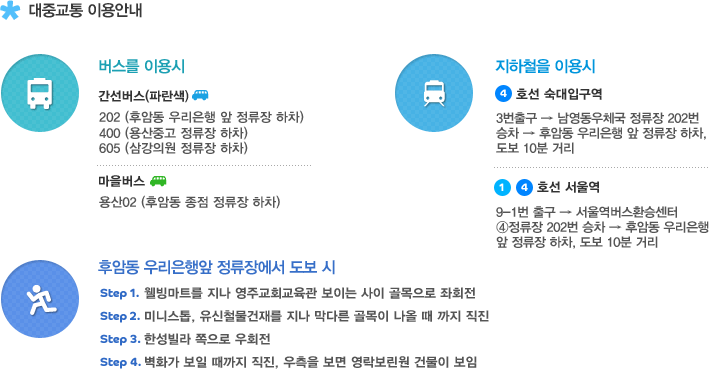 대중교통 이용안내
버스를 이용시
간선버스(파란색)
202 (후암동 우리은행 앞 정류장 하차)
400 (용산중고 정류장 하차)
605 (삼강의원 정류장 하차)
마을버스
용산02 (후암동 종점 정류장 하차)
지하철을 이용시
4 호선 숙대입구역
3번출구 → 남영동우체국 정류장 202번
승차 → 후암동 우리은행 앞 정류장 하차,
도보 10분 거리
1 4 호선 서울역
9-1번 출구 → 서울역버스환승센터
④정류장 202번 승차 → 후암동 우리은행
앞 정류장 하차, 도보 10분 거리
후암동 우리은행앞 정류장에서 도보 시
Step 1. 웰빙마트를 지나 영주교회교육관 보이는 사이 골목으로 좌회전
Step 2. 미니스톱, 유신철물건재를 지나 막다른 골목이 나올 때 까지 직진
Step 3. 한성빌라 쪽으로 우회전
Step 4. 벽화가 보일 때까지 직진, 우측을 보면 영락보린원 건물이 보임